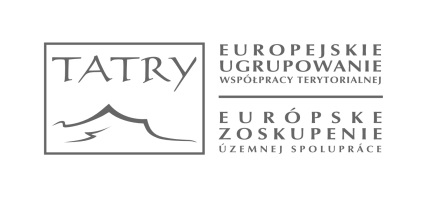 TATRY
EUROPEJSKIE
UGRUPOWANIE
WSPÓŁPRACY TERYTORIALNEJ
EURÓPSKE
ZOSKUPENIE
ÚZEMNEJ SPOLUPRÁCE